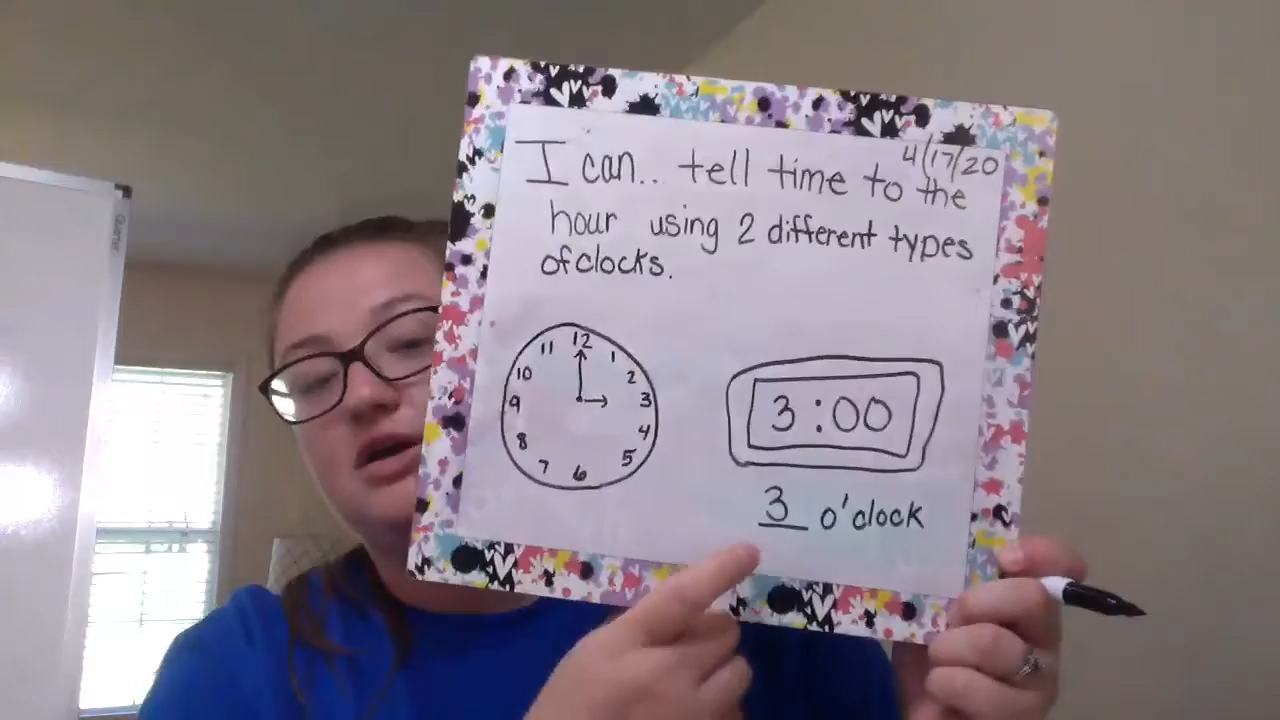 4/17/20
I can.. tell time to the
hour using 2 different types
of clocks.
12
11 1
10 2
9 3
8 4
7 5
6
3:00
3 o'clock